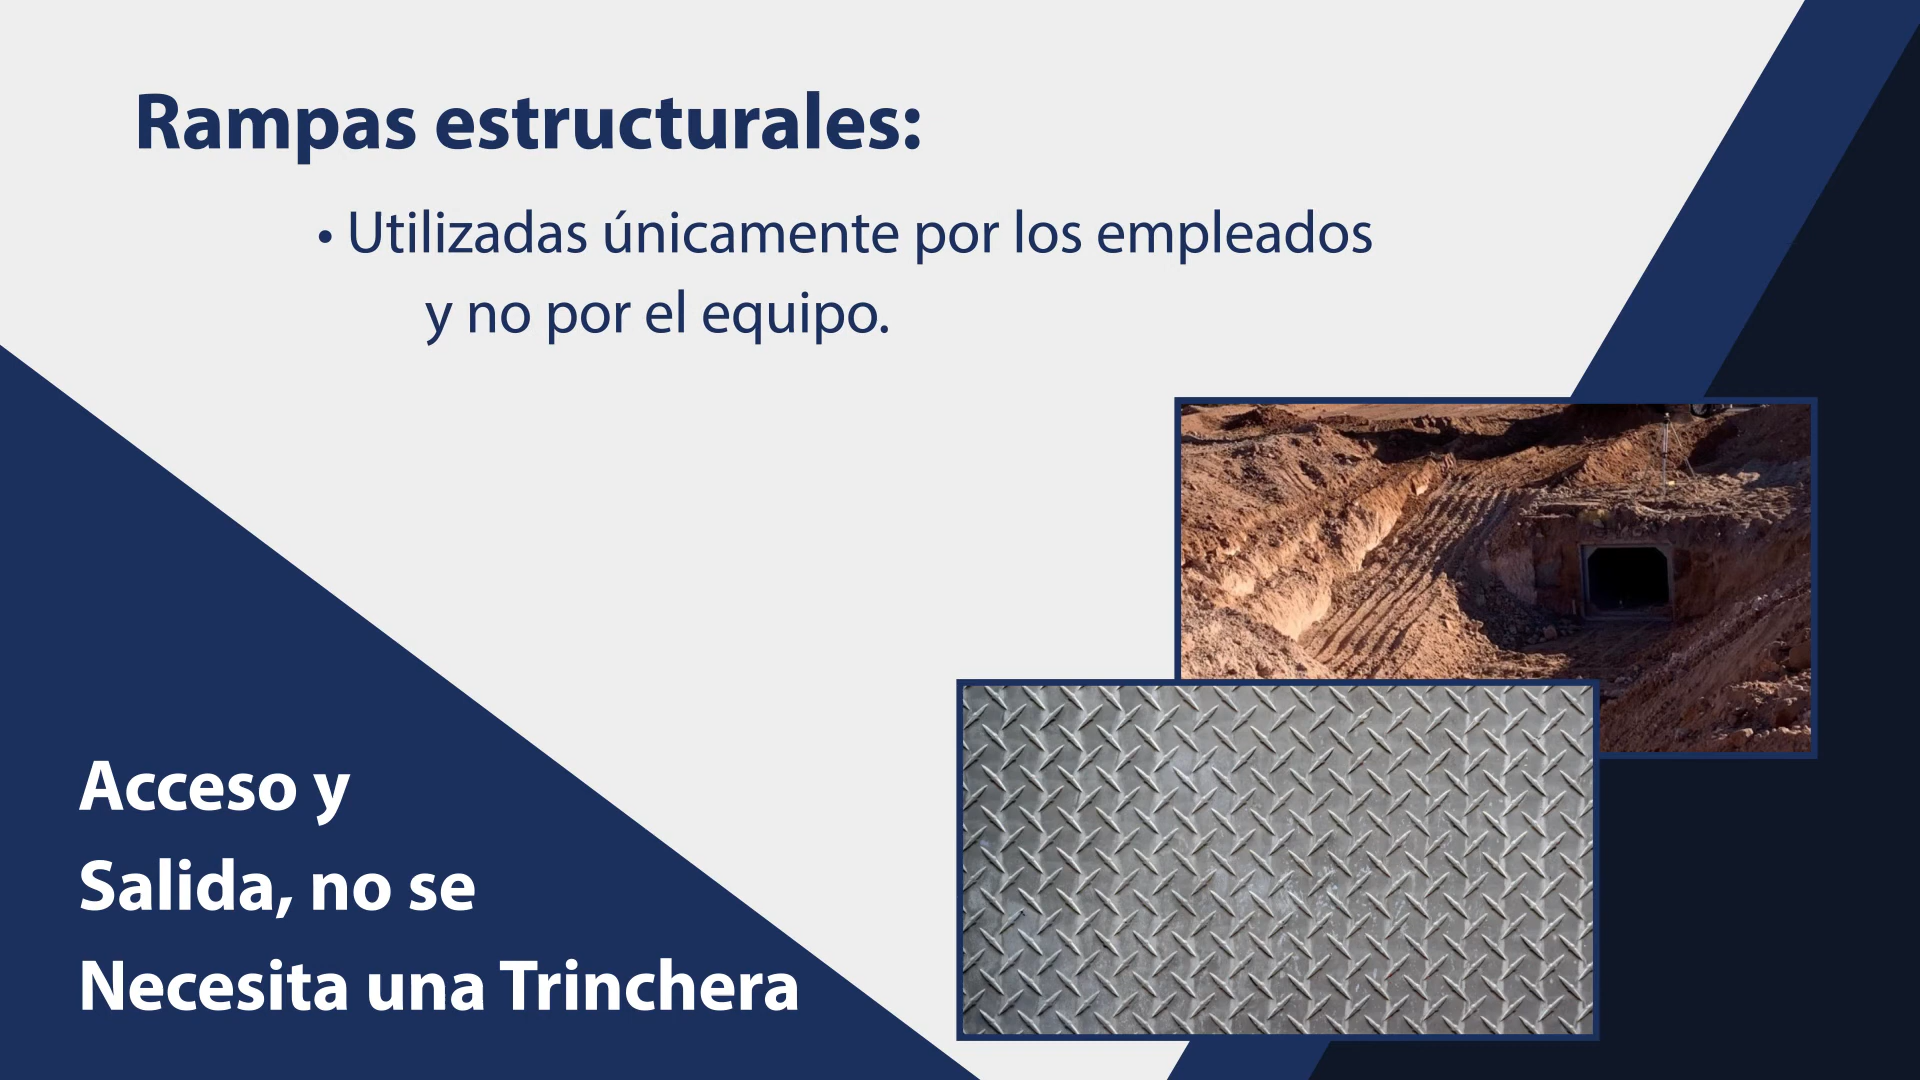 Rampas estructurales:
• Utilizadas únicamente por los empleados
y no por el equipo.
Acceso y
Salida, no se
Necesita una Trinchera